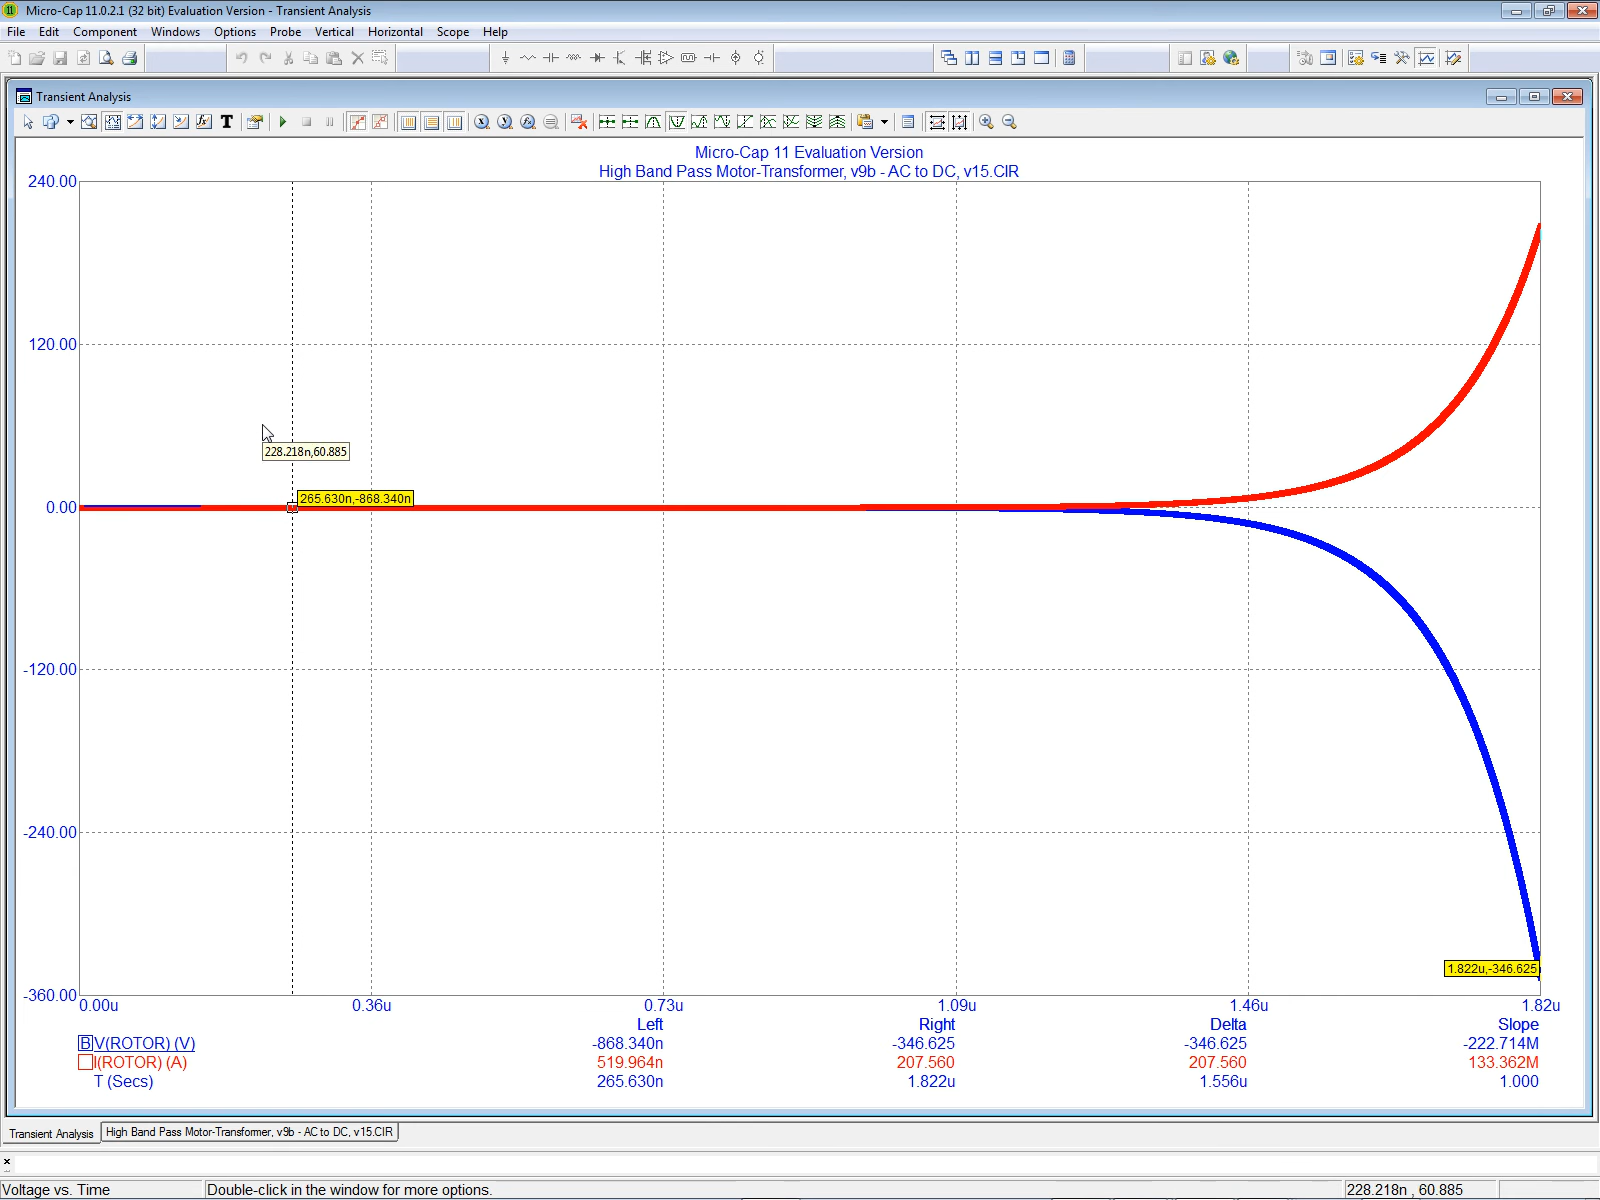 Micro-Cap 11.0.2.1 (32 bit) Evaluation Version - Transient Analysis
File Edit Component Windows Options Probe Vertical Horizontal Scope Help
Transient Analysis
Micro-Cap 11 Evaluation Version
High Band Pass Motor-Transformer, v9b - AC to DC, v15.CIR
240.00
120.00
228.218n,60.885
265.630n,-868.340n
0.00
-120.00
-240.00
1.822u,-346.625
-360.00
0.00u 0.36u 0.73u 1.09u 1.46u 1.82u
Left Right Delta Slope
B V(ROTOR) (V) -868.340n -346.625 -346.625 -222.714M
I(ROTOR) (A) 519.964n 207.560 207.560 133.362M
T (Secs) 265.630n 1.822u 1.556u 1.000
Transient Analysis High Band Pass Motor-Transformer, v9b - AC to DC, v15.CIR
Voltage vs. Time Double-click in the window for more options. 228.218n , 60.885